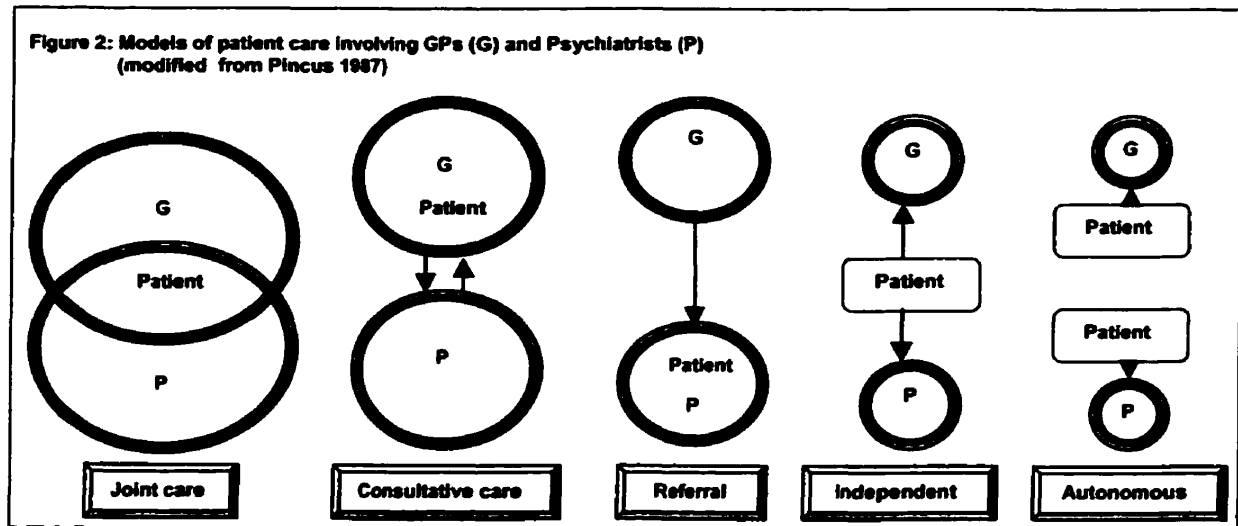 Figure 2: Models of patient care involving GPs (G) and Psychiatrists (P)
(modified from Pincus 1987)
G
Patient
P
Joint care
G
Patient
P
Consultative care
G
Patient
P
Referral
G
Patient
P
Independent
G
Patient
Patient
P
Autonomous